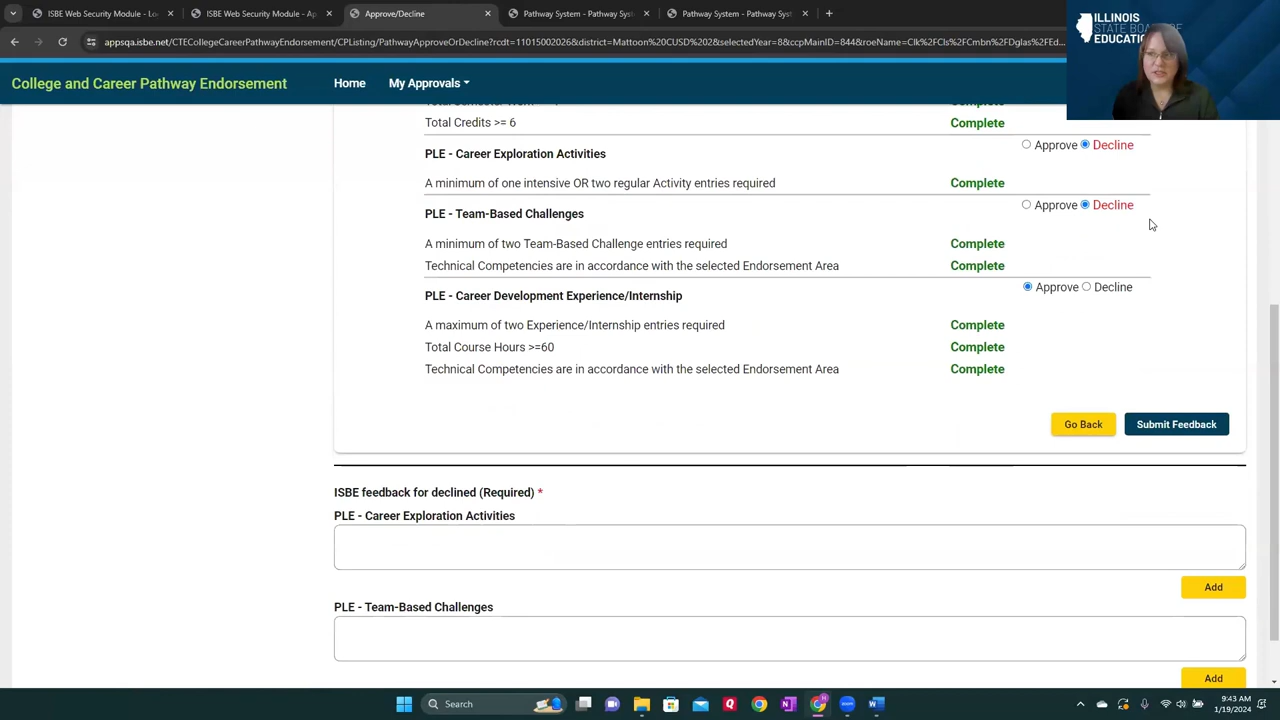 ISBE Web Security Module - Lo
ISBE Web Security Module - Ap
Approve/Decline
Pathway System - Pathway Sys
Pathway System - Pathway Syst
appsqa.isbe.net/CTECollegeCareerPathwayEndorsement/CPListing/PathwayApproveOrDecline?rcdt=11015002026&district=Mattoon%20CUSD%202&selectedYear=8&ccpMainID=844&roeName=Clk%2FCls%2FCmbn%2FDglas%2FEd...
ILLINOIS
STATE BOARD OF
EDUCATION
College and Career Pathway Endorsement
Home
My Approvals
Complete
Total Credits >= 6
Complete
PLE - Career Exploration Activities
Approve
Decline
A minimum of one intensive OR two regular Activity entries required
Complete
PLE - Team-Based Challenges
Approve
Decline
A minimum of two Team-Based Challenge entries required
Complete
Technical Competencies are in accordance with the selected Endorsement Area
Complete
PLE - Career Development Experience/Internship
Approve
Decline
A maximum of two Experience/Internship entries required
Complete
Total Course Hours >=60
Complete
Technical Competencies are in accordance with the selected Endorsement Area
Complete
Go Back
Submit Feedback
ISBE feedback for declined (Required) *
PLE - Career Exploration Activities
Add
PLE - Team-Based Challenges
Add
Search
9:43 AM
1/19/2024